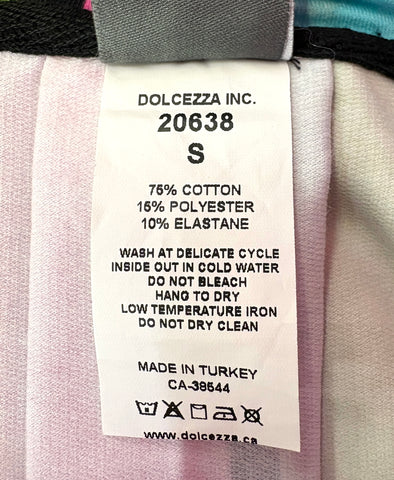 DOLCEZZA INC.
20638
S
75% COTTON
15% POLYESTER
10% ELASTANE
WASH AT DELICATE CYCLE
INSIDE OUT IN COLD WATER
DO NOT BLEACH
HANG TO DRY
LOW TEMPERATURE IRON
DO NOT DRY CLEAN
MADE IN TURKEY
CA-38544
www.dolcezza.ca